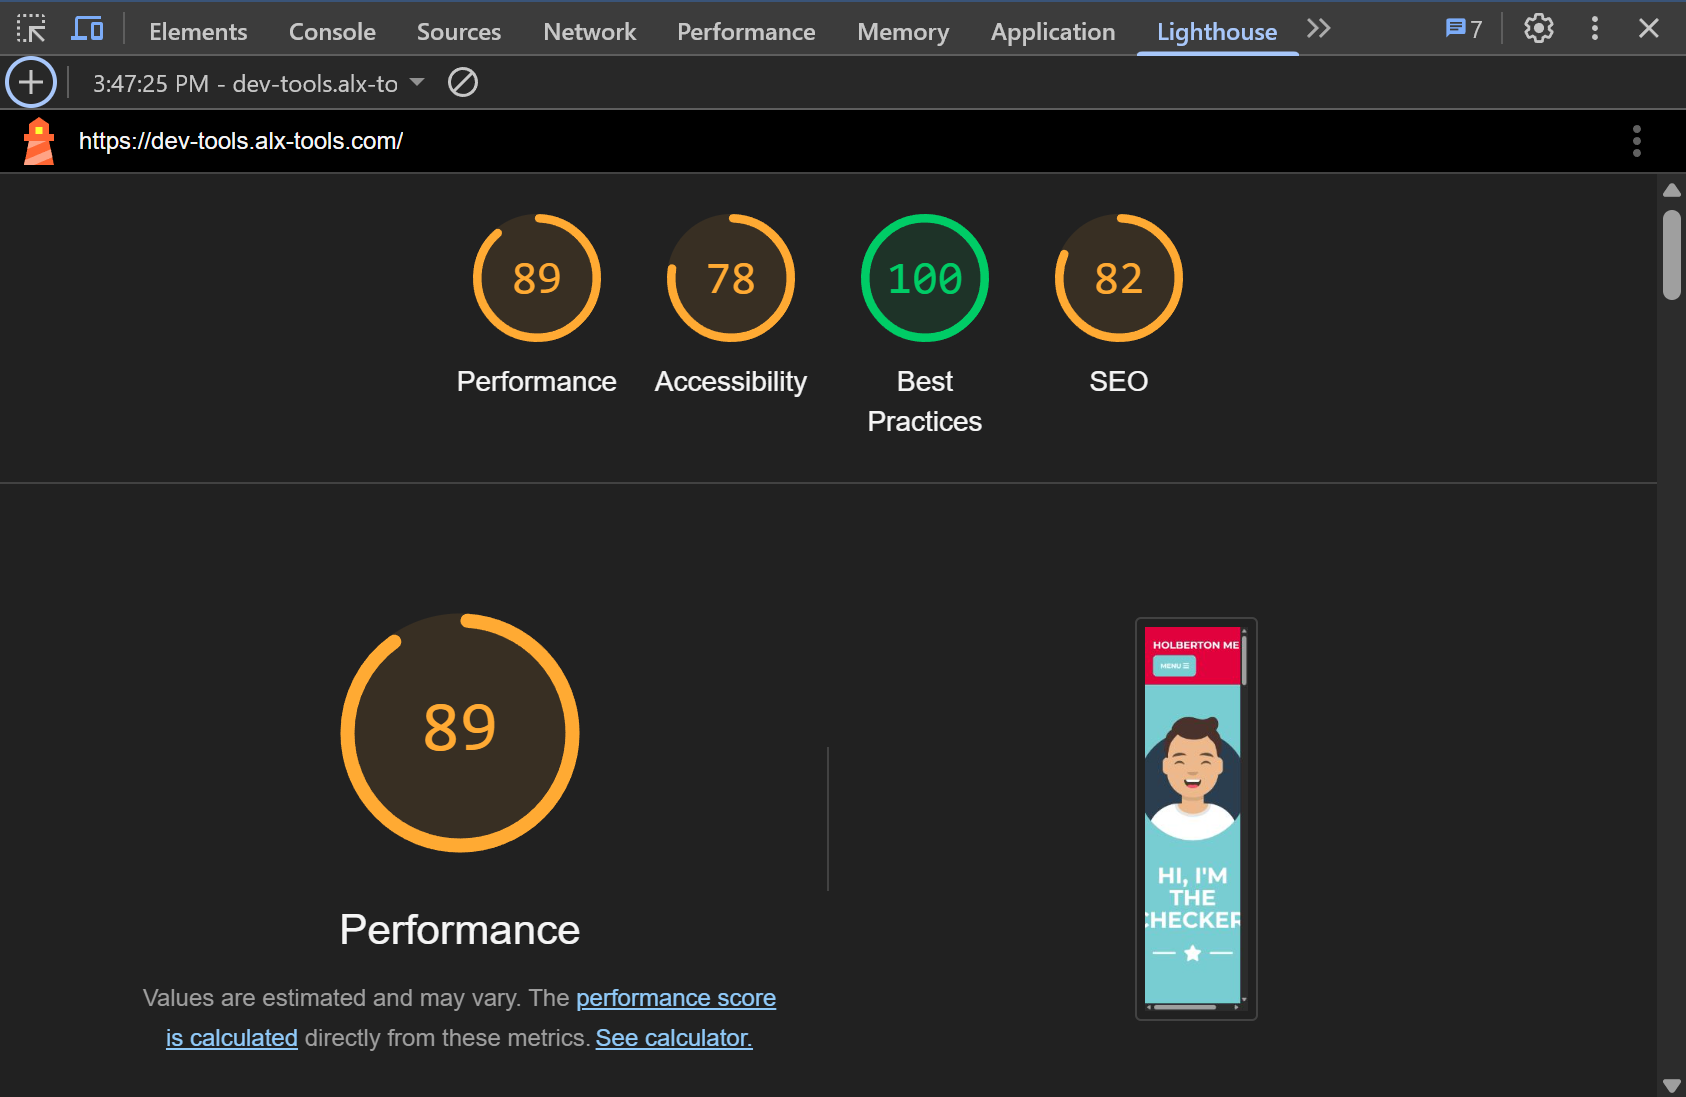 Elements Console Sources Network Performance Memory Application Lighthouse 7
3:47:25 PM - dev-tools.alx-to
https://dev-tools.alx-tools.com/
89 78 100 82
Performance Accessibility Best Practices SEO
89
Performance
Values are estimated and may vary. The performance score
is calculated directly from these metrics. See calculator.
HOLBERTON ME
MENU
HI, I'M
THE
CHECKER